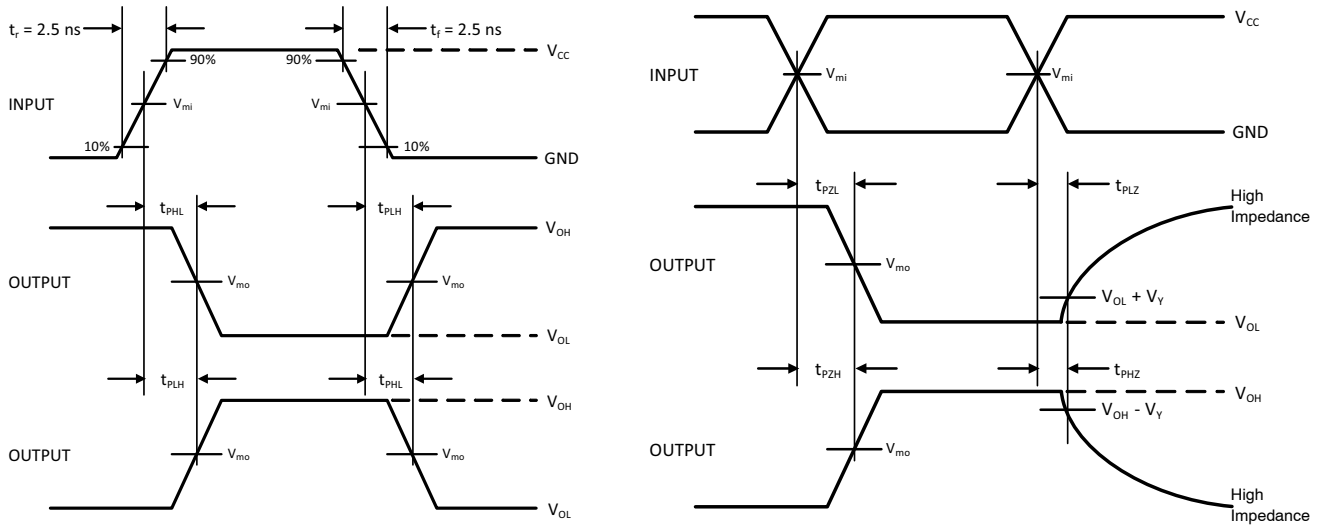 t_r = 2.5 ns
t_f = 2.5 ns
V_CC
90%
90%
INPUT
V_mi
V_mi
10%
10%
GND
t_PHL
t_PLH
V_OH
OUTPUT
V_mo
V_mo
V_OL
t_PLH
t_PHL
V_OH
OUTPUT
V_mo
V_mo
V_OL
V_CC
INPUT
V_mi
V_mi
GND
t_PZL
t_PLZ
High
Impedance
OUTPUT
V_mo
V_OL + V_Y
V_OL
t_PZH
t_PHZ
V_OH
V_OH - V_Y
OUTPUT
V_mo
High
Impedance